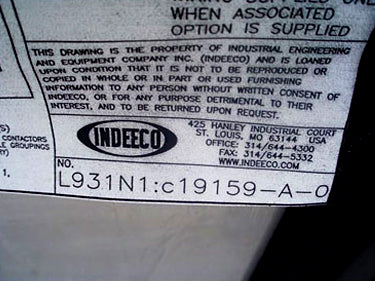 WHEN ASSOCIATED
OPTION IS SUPPLIED
THIS DRAWING IS THE PROPERTY OF INDUSTRIAL ENGINEERING
AND EQUIPMENT COMPANY INC. (INDEECO) AND IS LOANED
UPON CONDITION THAT IT IS NOT TO BE REPRODUCED OR
COPIED IN WHOLE OR IN PART OR USED FURNISHING
INFORMATION TO ANY PERSON WITHOUT WRITTEN CONSENT OF
INDEECO, OR FOR ANY PURPOSE DETRIMENTAL TO THEIR
INTEREST, AND TO BE RETURNED UPON REQUEST.
S)
CONTACTORS
GROUPINGS
1.
INDEECO
425 HANLEY INDUSTRIAL COURT
ST. LOUIS, MO 63144 USA
OFFICE: 314/644-4300
FAX: 314/644-5332
WWW.INDEECO.COM
NO.
L931N1:c19159-A-0